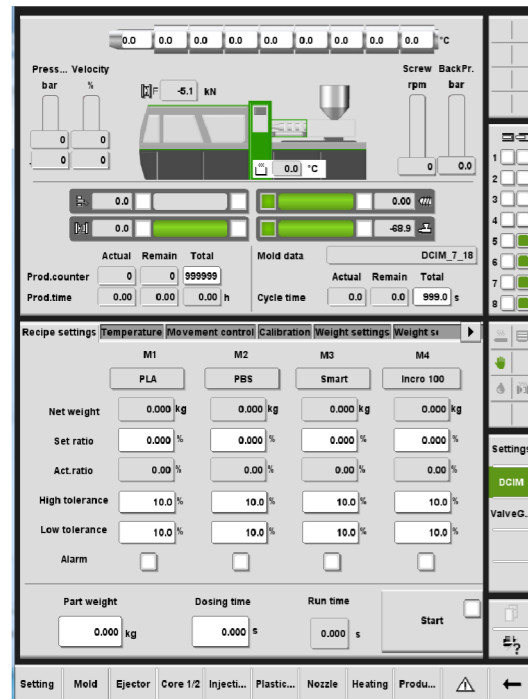 0.0 0.0 0.0 0.0 0.0 0.0 0.0 0.0 °C
Press... Velocity
bar %
F -5.1 kN
Screw BackPr.
rpm bar
0 0
0 0
0 0.0
0.0 °C
0.0
0.00
0.0
-68.9
Actual Remain Total
Prod.counter 0 0 999999
Prod.time 0.00 0.00 0.00 h
Mold data DCIM_7_18
Actual Remain Total
Cycle time 0.0 0.0 999.0 s
1
2
3
4
5
6
7
8
Recipe settings Temperature Movement control Calibration Weight settings Weight
M1 M2 M3 M4
PLA PBS Smart Incro 100
Net weight 0.000 kg 0.000 kg 0.000 kg 0.000 kg
Set ratio 0.000 % 0.000 % 0.000 % 0.000 %
Act.ratio 0.00 % 0.00 % 0.00 % 0.00 %
High tolerance 10.0 % 10.0 % 10.0 % 10.0 %
Low tolerance 10.0 % 10.0 % 10.0 % 10.0 %
Alarm
Part weight Dosing time Run time
0.000 kg 0.000 s 0.000 s
Start
Settings
DCIM
ValveG..
?
Setting Mold Ejector Core 1/2 Injecti... Plastic... Nozzle Heating Produ...